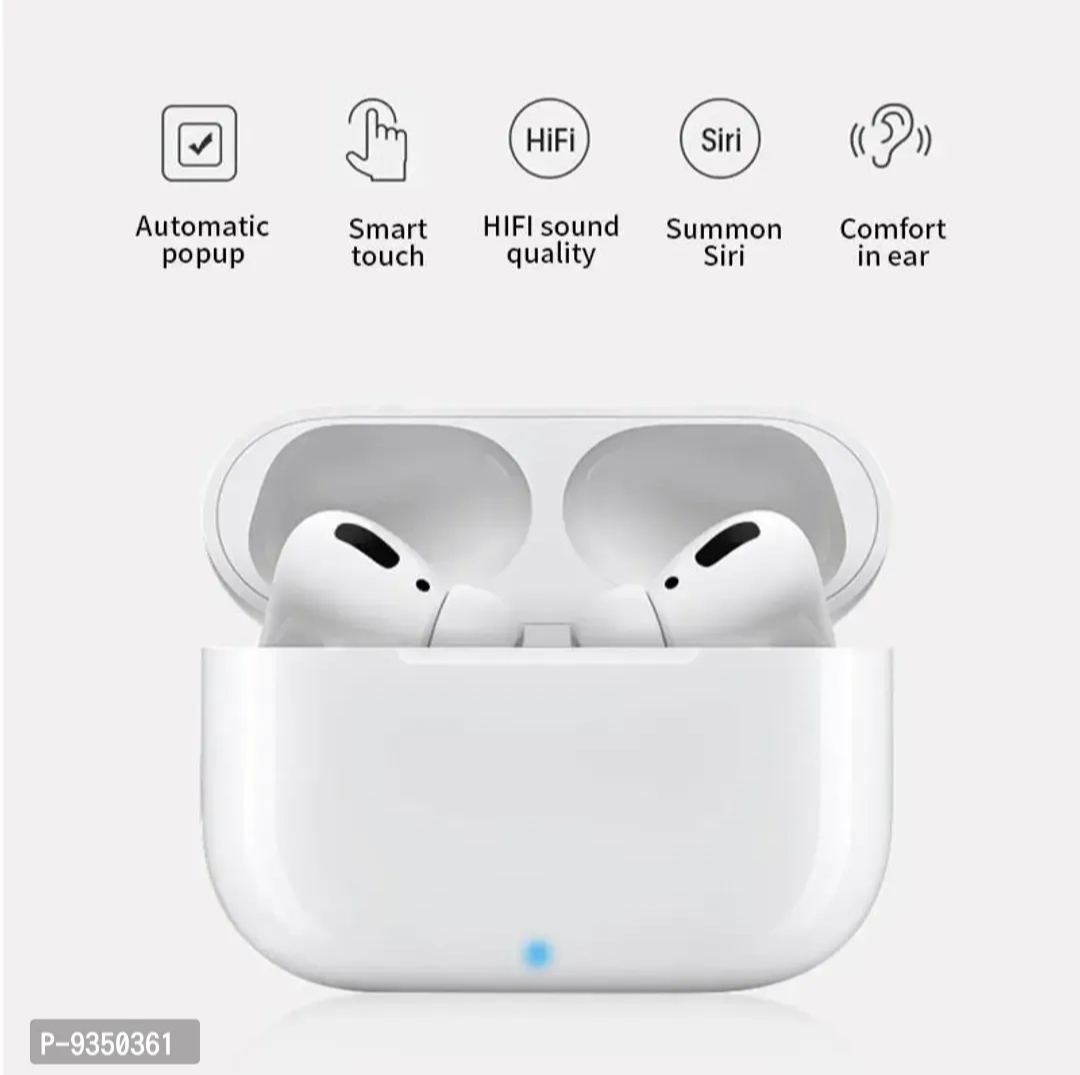 HiFi
Siri
Automatic
popup
Smart
touch
HIFI sound
quality
Summon
Siri
Comfort
in ear
P-9350361